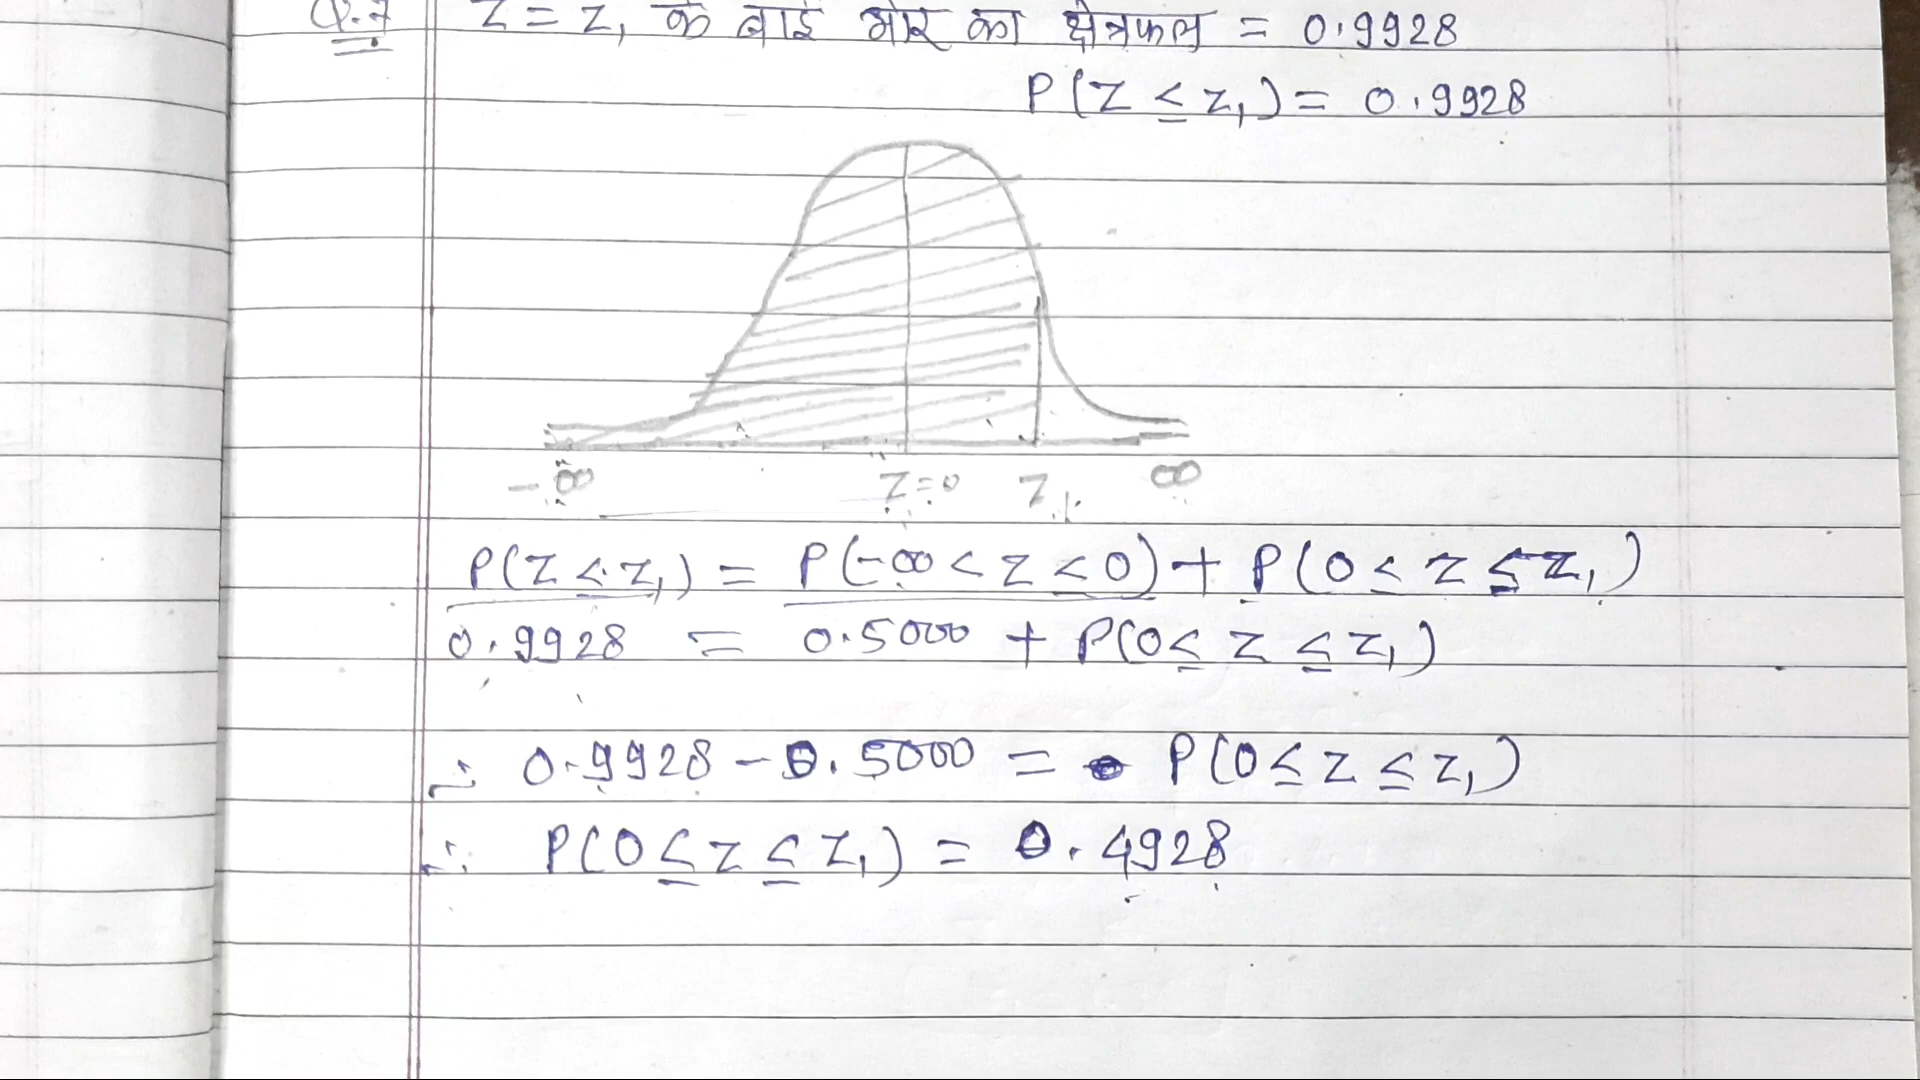 Q.7 Z = z₁ के बाई ओर का क्षेत्रफल = 0.9928
P(Z ≤ z₁) = 0.9928
-∞ Z=0 Z₁ ∞
P(Z ≤ z₁) = P(-∞ < z ≤ 0) + P(0 ≤ z ≤ z₁)
0.9928 = 0.5000 + P(0 ≤ z ≤ z₁)
∴ 0.9928 - 0.5000 = P(0 ≤ z ≤ z₁)
∴ P(0 ≤ z ≤ z₁) = 0.4928